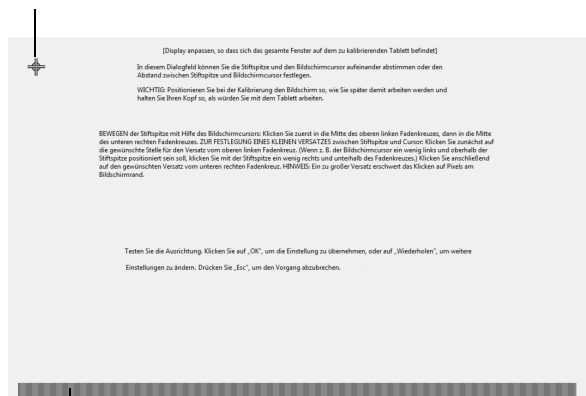 [Display anpassen, so dass sich das gesamte Fenster auf dem zu kalibrierenden Tablett befindet]
In diesem Dialogfeld können Sie die Stiftspitze und den Bildschirmcursor aufeinander abstimmen oder den
Abstand zwischen Stiftspitze und Bildschirmcursor festlegen.
WICHTIG: Positionieren Sie bei der Kalibrierung den Bildschirm so, wie Sie später damit arbeiten werden und
halten Sie Ihren Kopf so, als würden Sie mit dem Tablett arbeiten.
BEWEGEN der Stiftspitze mit Hilfe des Bildschirmcursors: Klicken Sie zuerst in die Mitte des oberen linken Fadenkreuzes, dann in die Mitte
des unteren rechten Fadenkreuzes. ZUR FESTLEGUNG EINES KLEINEN VERSATZES zwischen Stiftspitze und Cursor: Klicken Sie zunächst auf
die gewünschte Stelle für den Versatz vom oberen linken Fadenkreuz. (Wenn z. B. der Bildschirmcursor ein wenig links und oberhalb der
Stiftspitze positioniert sein soll, klicken Sie mit der Stiftspitze ein wenig rechts und unterhalb des Fadenkreuzes.) Klicken Sie anschließend
auf den gewünschten Versatz vom unteren rechten Fadenkreuz. HINWEIS: Ein zu großer Versatz erschwert das Klicken auf Pixels am
Bildschirmrand.
Testen Sie die Ausrichtung. Klicken Sie auf „OK", um die Einstellung zu übernehmen, oder auf „Wiederholen", um weitere
Einstellungen zu ändern. Drücken Sie „Esc", um den Vorgang abzubrechen.